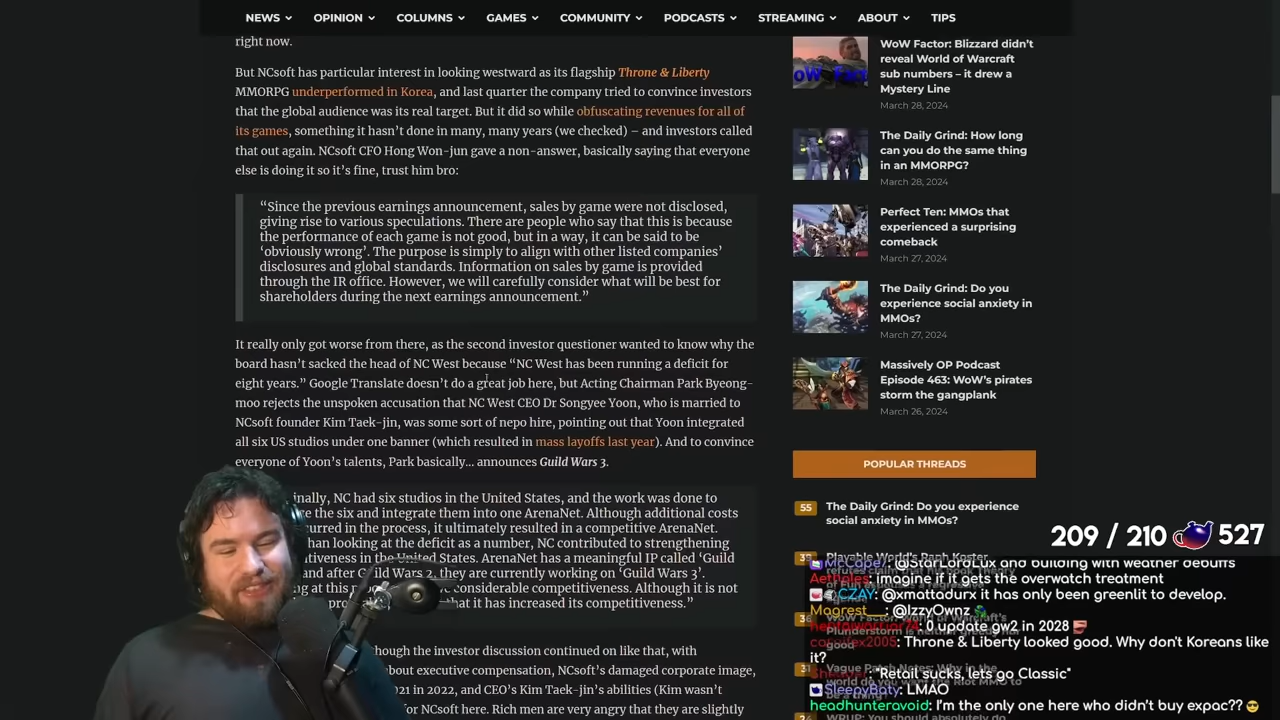 NEWS OPINION COLUMNS GAMES COMMUNITY PODCASTS STREAMING ABOUT TIPS
right now.
But NCsoft has particular interest in looking westward as its flagship Throne & Liberty
MMORPG underperformed in Korea, and last quarter the company tried to convince investors
that the global audience was its real target. But it did so while obfuscating revenues for all of
its games, something it hasn't done in many, many years (we checked) – and investors called
that out again. NCsoft CFO Hong Won-jun gave a non-answer, basically saying that everyone
else is doing it so it's fine, trust him bro:
“Since the previous earnings announcement, sales by game were not disclosed,
giving rise to various speculations. There are people who say that this is because
the performance of each game is not good, but in a way, it can be said to be
‘obviously wrong’. The purpose is simply to align with other listed companies’
disclosures and global standards. Information on sales by game is provided
through the IR office. However, we will carefully consider what will be best for
shareholders during the next earnings announcement.”
It really only got worse from there, as the second investor questioner wanted to know why the
board hasn't sacked the head of NC West because “NC West has been running a deficit for
eight years.” Google Translate doesn't do a great job here, but Acting Chairman Park Byeong-
moo rejects the unspoken accusation that NC West CEO Dr Songyee Yoon, who is married to
NCsoft founder Kim Taek-jin, was some sort of nepo hire, pointing out that Yoon integrated
all six US studios under one banner (which resulted in mass layoffs last year). And to convince
everyone of Yoon's talents, Park basically... announces Guild Wars 3.
inally, NC had six studios in the United States, and the work was done to
e the six and integrate them into one ArenaNet. Although additional costs
curred in the process, it ultimately resulted in a competitive ArenaNet.
han looking at the deficit as a number, NC contributed to strengthening
itiveness in the United States. ArenaNet has a meaningful IP called ‘Guild
and after Guild Wars 2, they are currently working on ‘Guild Wars 3’.
g at this considerable competitiveness. Although it is not
that it has increased its competitiveness.”
though the investor discussion continued on like that, with
about executive compensation, NCsoft's damaged corporate image,
21 in 2022, and CEO's Kim Taek-jin's abilities (Kim wasn't
for NCsoft here. Rich men are very angry that they are slightly
WoW Factor: Blizzard didn't
reveal World of Warcraft
sub numbers – it drew a
Mystery Line
March 28, 2024
The Daily Grind: How long
can you do the same thing
in an MMORPG?
March 28, 2024
Perfect Ten: MMOs that
experienced a surprising
comeback
March 27, 2024
The Daily Grind: Do you
experience social anxiety in
MMOs?
March 27, 2024
Massively OP Podcast
Episode 463: WoW's pirates
storm the gangplank
March 26, 2024
POPULAR THREADS
55 The Daily Grind: Do you experience
social anxiety in MMOs?
Playable World's Raph Koster
209 / 210 527
@StarLordLux and building with weather debuffs
imagine if it gets the overwatch treatment
CZAY: @xmattadurx it has only been greenlit to develop.
Magrest__: @IzzyOwnz
0 update gw2 in 2028
Throne & Liberty looked good. Why don't Koreans like
it?
"Retail sucks, lets go Classic"
SleepyBaty: LMAO
headhunteravoid: I'm the only one here who didn't buy expac??